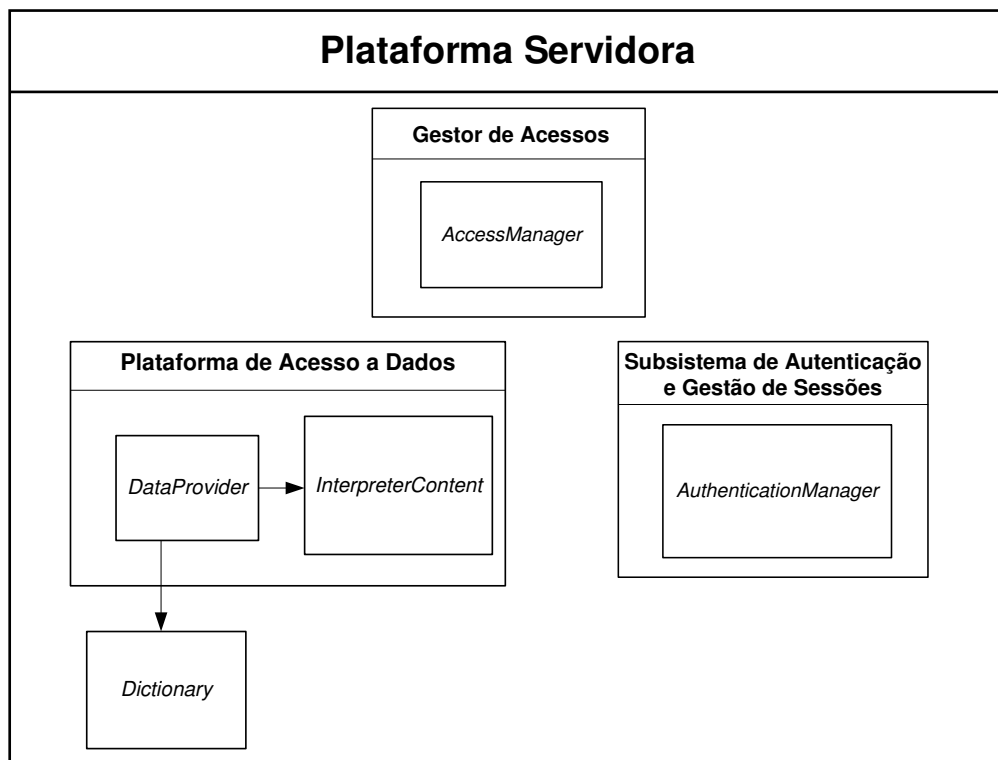 Plataforma Servidora
Gestor de Acessos
AccessManager
Plataforma de Acesso a Dados
DataProvider
InterpreterContent
Dictionary
Subsistema de Autenticação
e Gestão de Sessões
AuthenticationManager